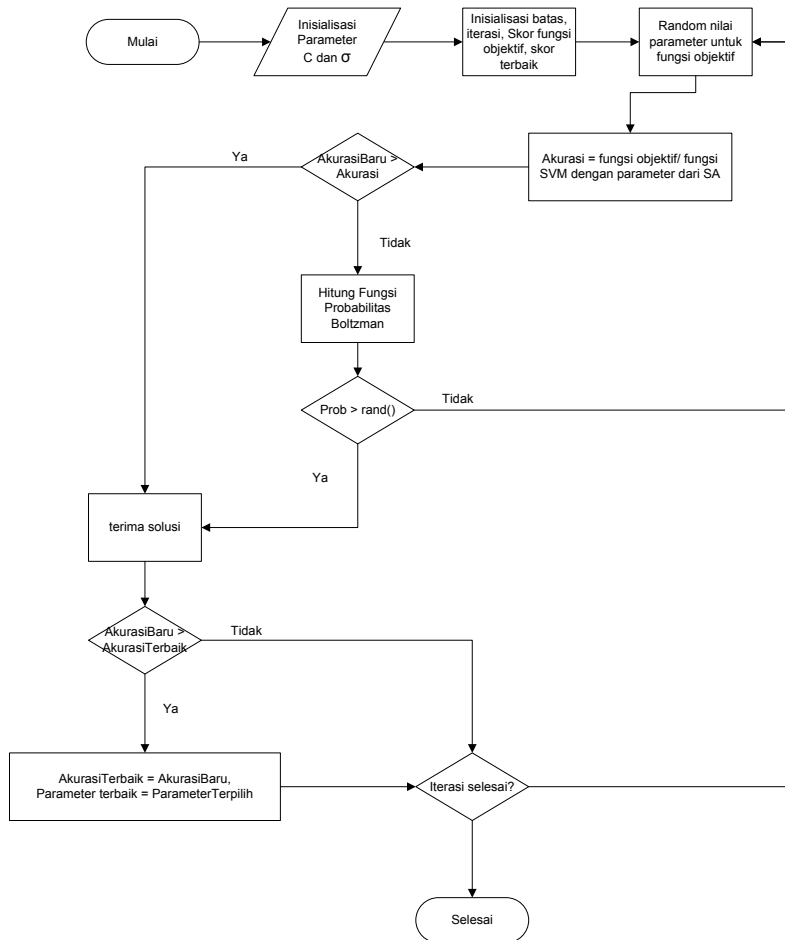 Mulai
Inisialisasi
Parameter
C dan σ
Inisialisasi batas,
iterasi, Skor fungsi
objektif, skor
terbaik
Random nilai
parameter untuk
fungsi objektif
Akurasi = fungsi objektif/ fungsi
SVM dengan parameter dari SA
AkurasiBaru >
Akurasi
Ya
Tidak
Hitung Fungsi
Probabilitas
Boltzman
Prob > rand()
Tidak
Ya
terima solusi
AkurasiBaru >
AkurasiTerbaik
Tidak
Ya
AkurasiTerbaik = AkurasiBaru,
Parameter terbaik = ParameterTerpilih
Iterasi selesai?
Selesai